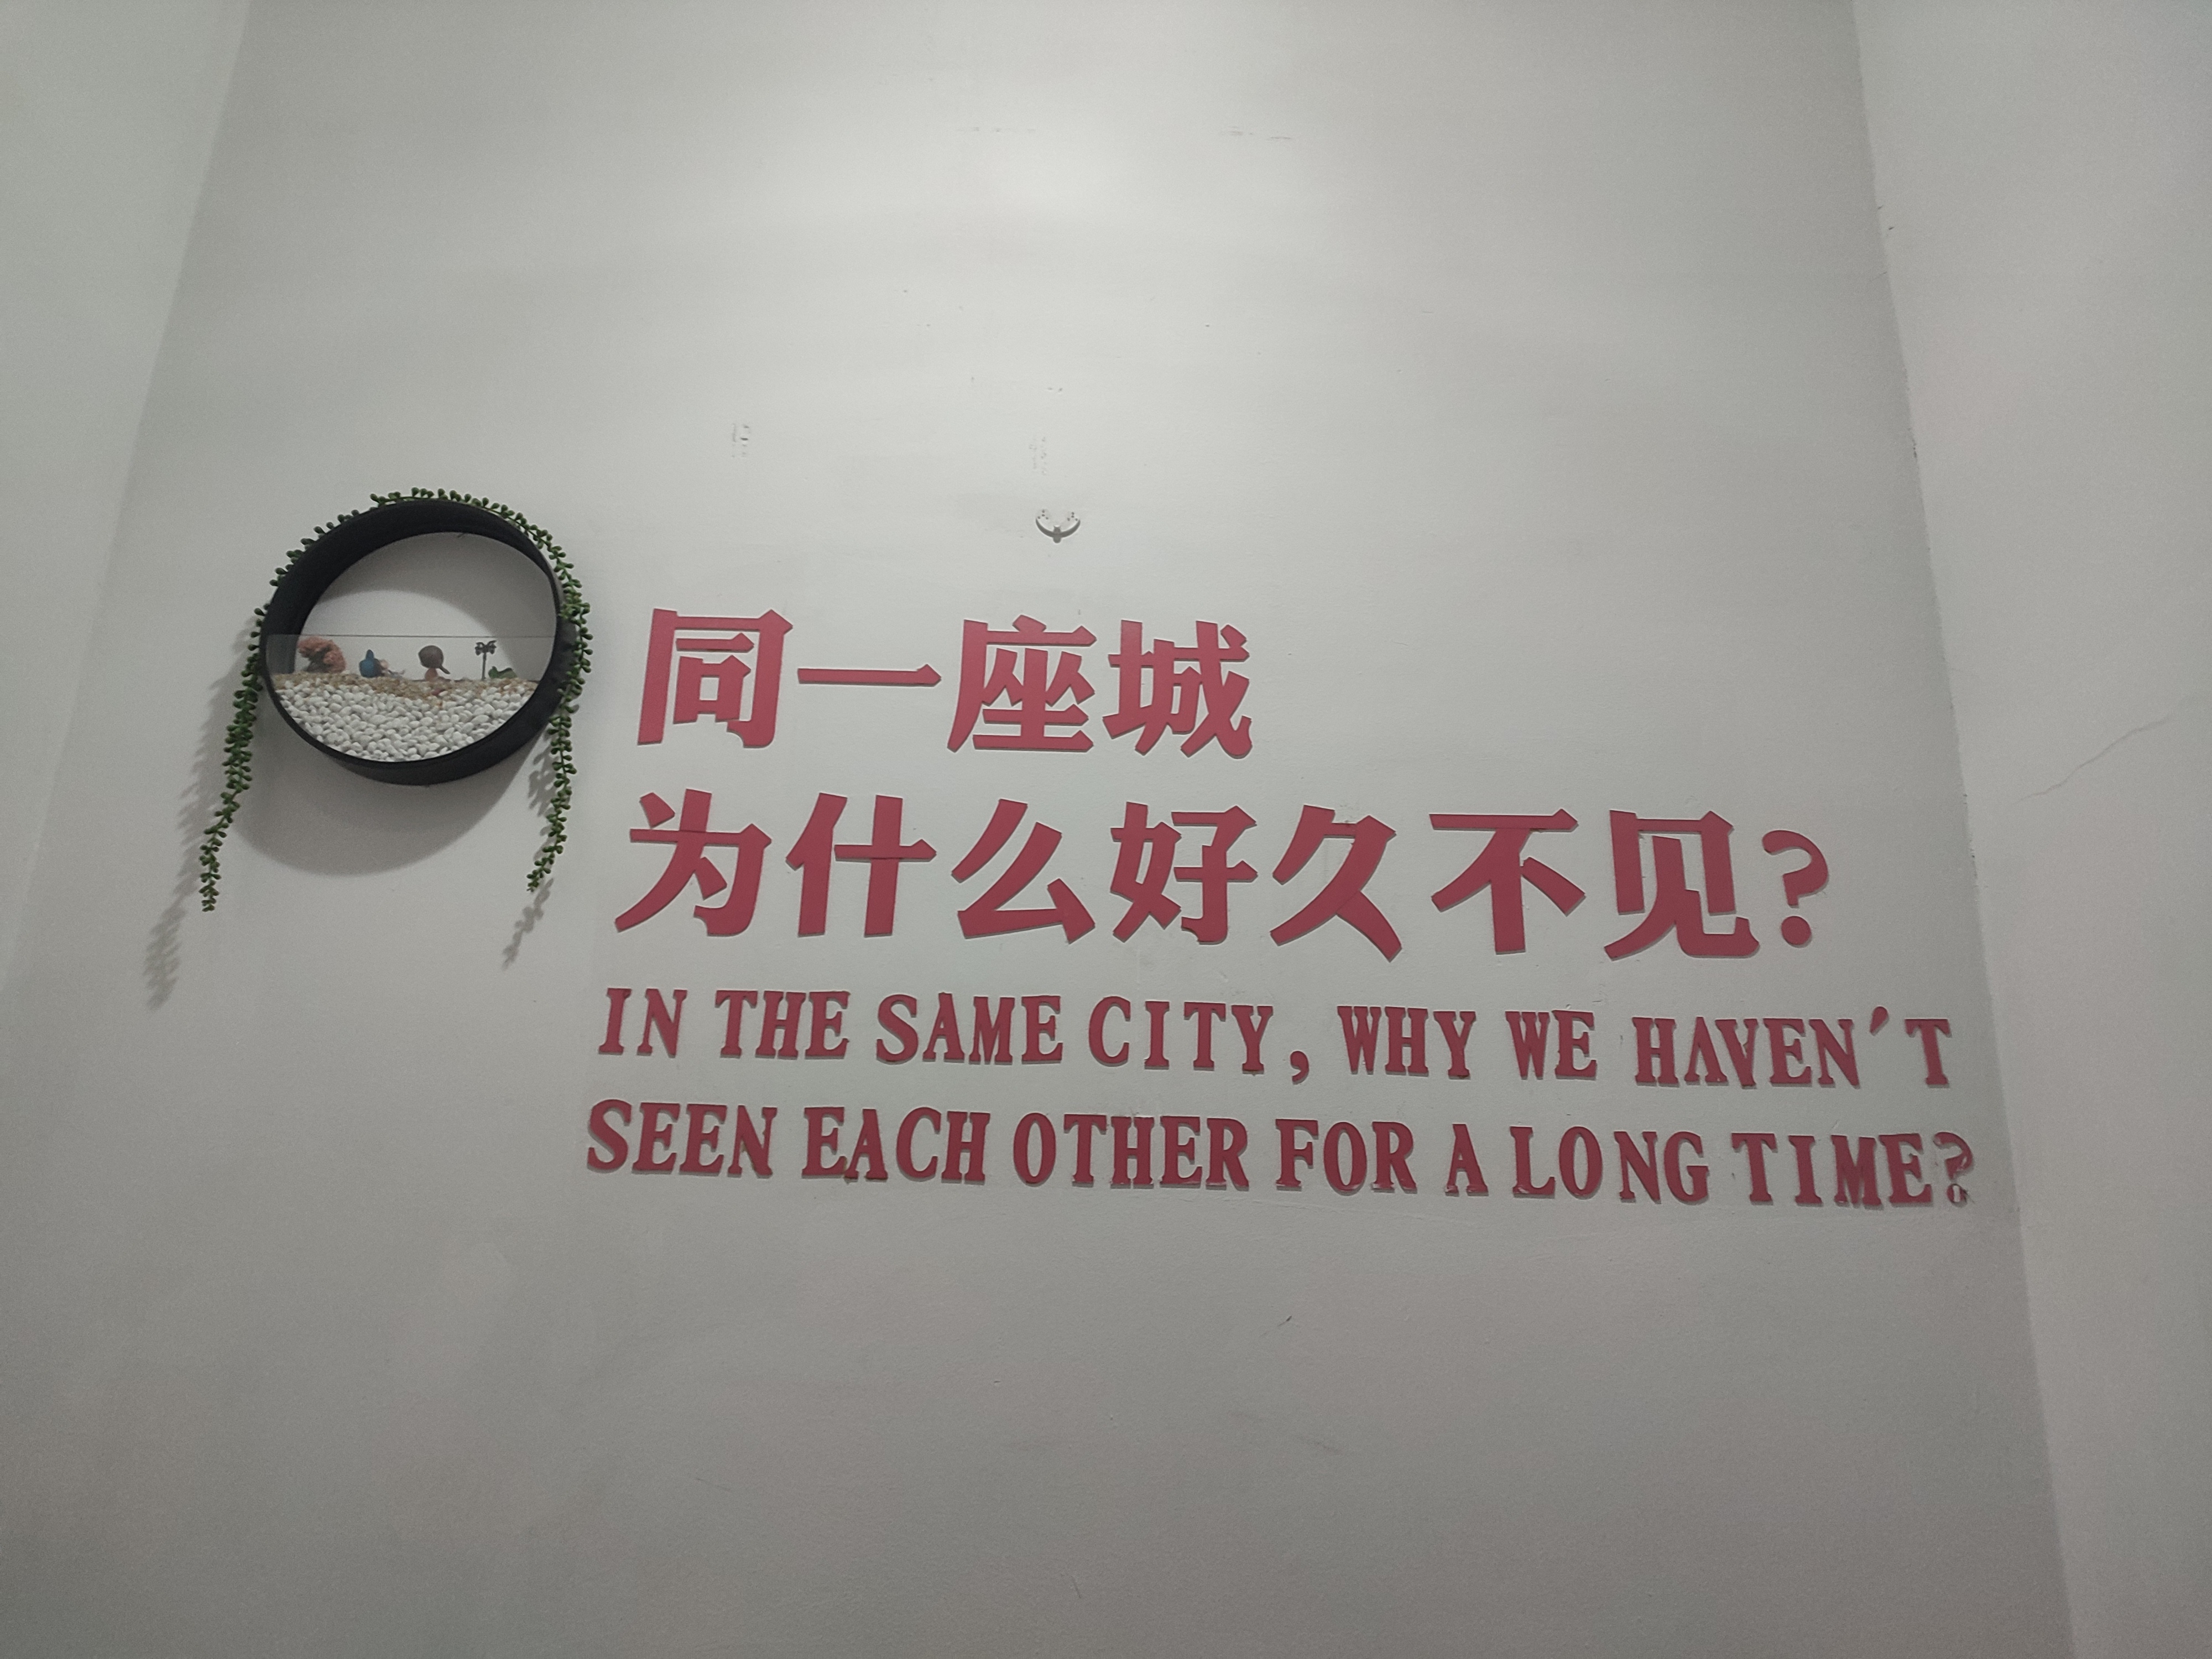 同一座城
为什么好久不见?
IN THE SAME CITY, WHY WE HAVEN'T
SEEN EACH OTHER FOR A LONG TIME?